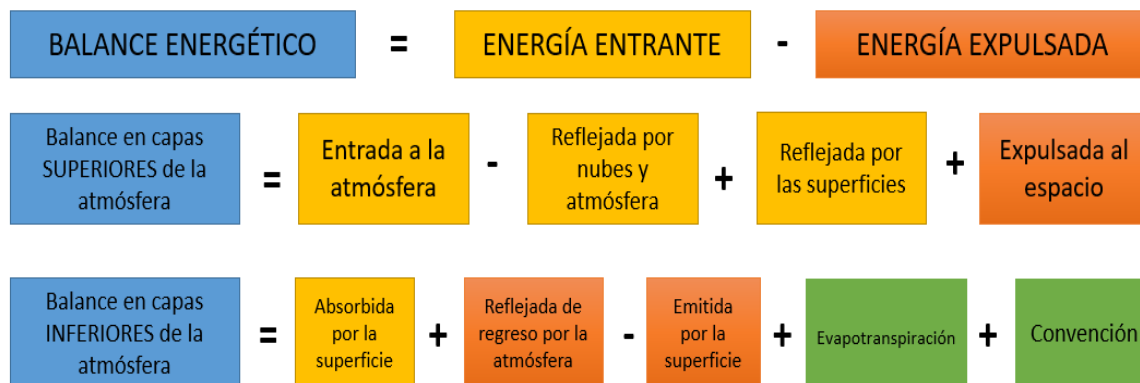 BALANCE ENERGÉTICO = ENERGÍA ENTRANTE - ENERGÍA EXPULSADA
Balance en capas
SUPERIORES de la
atmósfera
=
Entrada a la
atmósfera
-
Reflejada por
nubes y
atmósfera
+
Reflejada por
las superficies
+
Expulsada al
espacio
Balance en capas
INFERIORES de la
atmósfera
=
Absorbida
por la
superficie
+
Reflejada de
regreso por la
atmósfera
-
Emitida
por la
superficie
+
Evapotranspiración
+
Convención